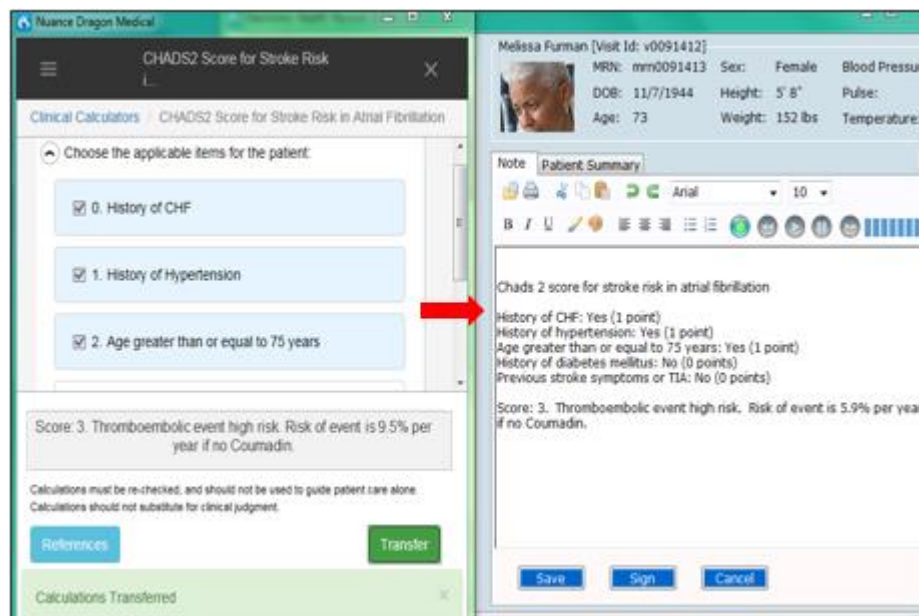 Nuance Dragon Medical
CHADS2 Score for Stroke Risk
i...
Clinical Calculators / CHADS2 Score for Stroke Risk in Atrial Fibrillation
Choose the applicable items for the patient:
0. History of CHF
1. History of Hypertension
2. Age greater than or equal to 75 years
Score: 3. Thromboembolic event high risk. Risk of event is 9.5% per
year if no Coumadin.
Calculations must be re-checked, and should not be used to guide patient care alone.
Calculations should not substitute for clinical judgment.
References
Transfer
Calculations Transferred
Melissa Furman [Visit Id: v0091412]
MRN: mm0091413 Sex: Female Blood Pressu
DOB: 11/7/1944 Height: 5' 8" Pulse:
Age: 73 Weight: 152 lbs Temperature:
Note Patient Summary
Arial 10
B I U
Chads 2 score for stroke risk in atrial fibrillation
History of CHF: Yes (1 point)
History of hypertension: Yes (1 point)
Age greater than or equal to 75 years: Yes (1 point)
History of diabetes mellitus: No (0 points)
Previous stroke symptoms or TIA: No (0 points)
Score: 3. Thromboembolic event high risk. Risk of event is 5.9% per year
if no Coumadin.
Save Sign Cancel